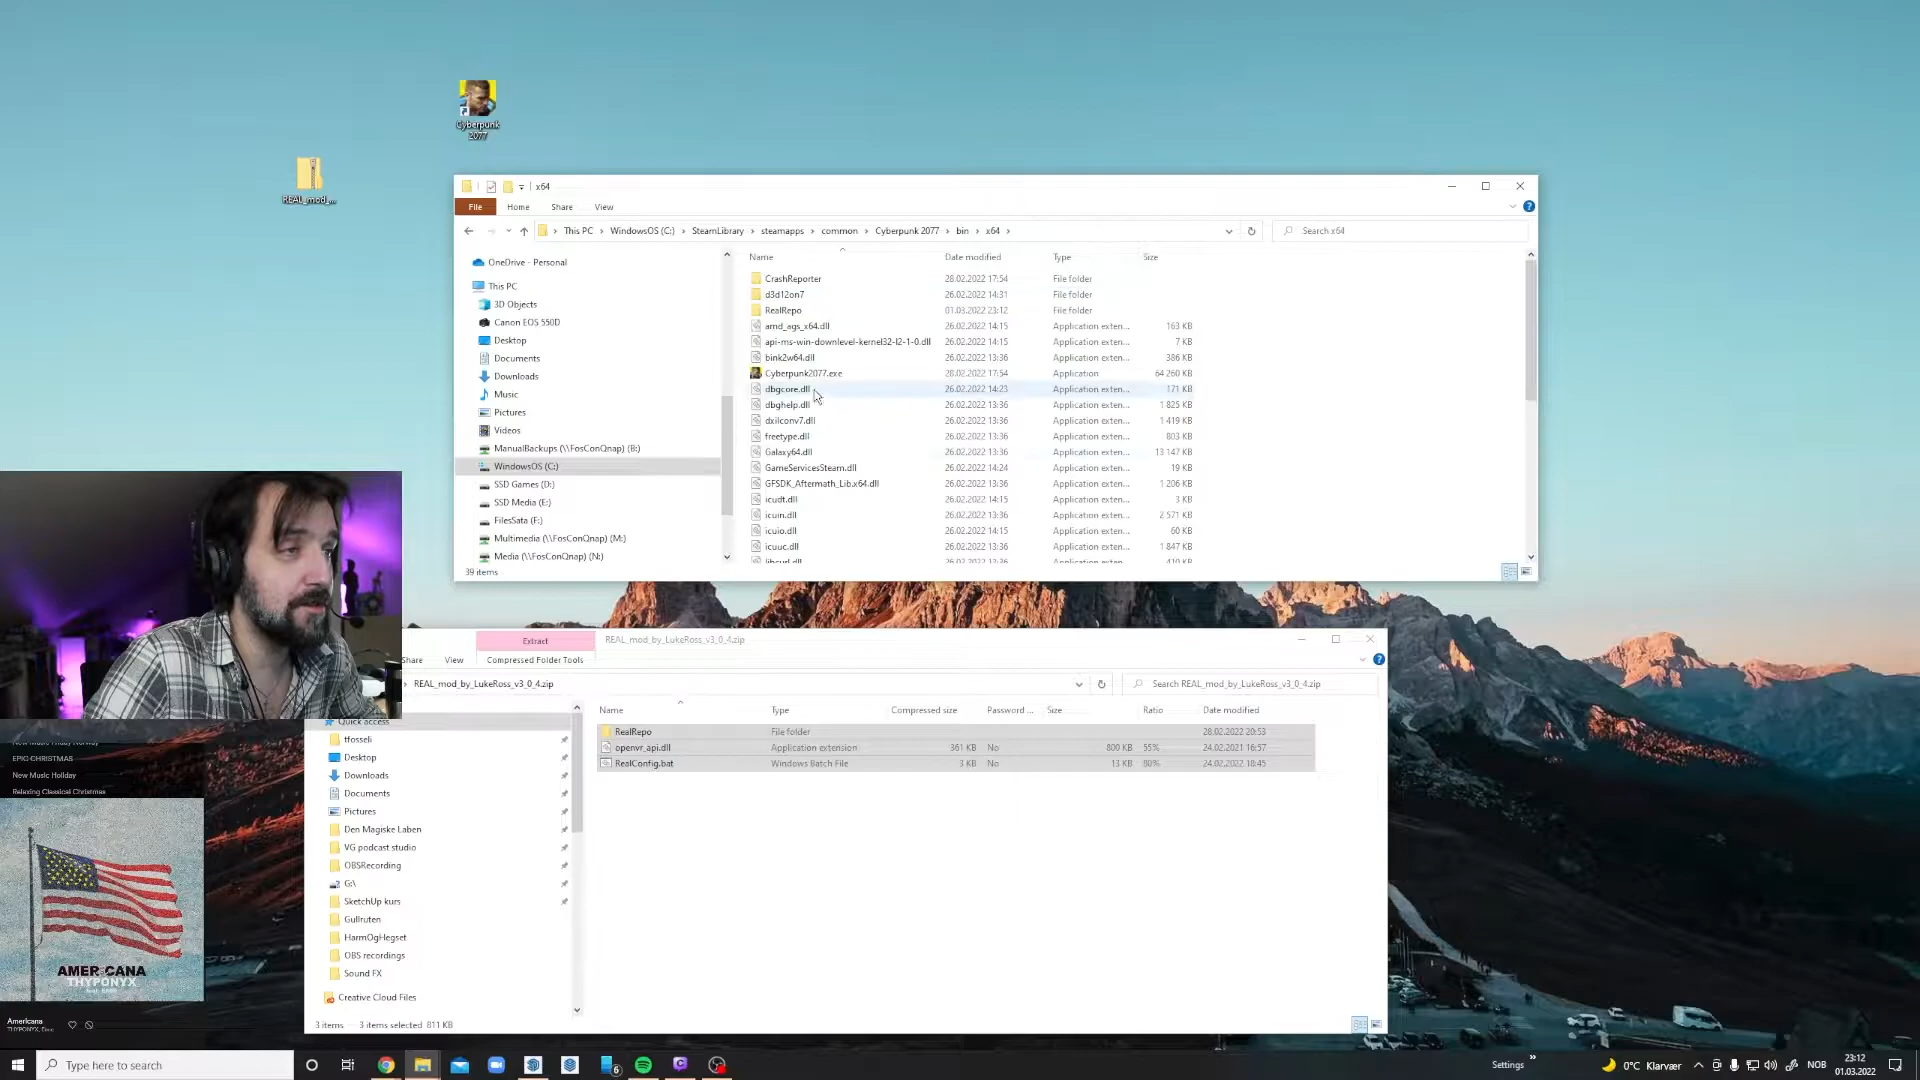 Cyberpunk
2077
REAL_mod_...
x64
File
Home
Share
View
This PC
WindowsOS (C:)
SteamLibrary
steamapps
common
Cyberpunk 2077
bin
x64
Search x64
OneDrive - Personal
This PC
3D Objects
Canon EOS 550D
Desktop
Documents
Downloads
Music
Pictures
Videos
ManualBackups (\\FosConQnap) (B:)
WindowsOS (C:)
SSD Games (D:)
SSD Media (E:)
FilesSata (F:)
Multimedia (\\FosConQnap) (M:)
Media (\\FosConQnap) (N:)
Name Date modified Type Size
CrashReporter 28.02.2022 17:54 File folder
d3d12on7 26.02.2022 14:31 File folder
RealRepo 01.03.2022 23:12 File folder
amd_ags_x64.dll 26.02.2022 14:15 Application exten... 163 KB
api-ms-win-downlevel-kernel32-l2-1-0.dll 26.02.2022 14:15 Application exten... 7 KB
bink2w64.dll 26.02.2022 13:36 Application exten... 386 KB
Cyberpunk2077.exe 28.02.2022 17:54 Application 64 260 KB
dbgcore.dll 26.02.2022 14:23 Application exten... 171 KB
dbghelp.dll 26.02.2022 13:36 Application exten... 1 825 KB
dxilconv7.dll 26.02.2022 13:36 Application exten... 1 419 KB
freetype.dll 26.02.2022 13:36 Application exten... 803 KB
Galaxy64.dll 26.02.2022 13:36 Application exten... 13 147 KB
GameServicesSteam.dll 26.02.2022 14:24 Application exten... 19 KB
GFSDK_Aftermath_Lib.x64.dll 26.02.2022 13:36 Application exten... 1 206 KB
icudt.dll 26.02.2022 14:15 Application exten... 3 KB
icuin.dll 26.02.2022 13:36 Application exten... 2 571 KB
icuio.dll 26.02.2022 14:15 Application exten... 60 KB
icuuc.dll 26.02.2022 13:36 Application exten... 1 847 KB
libcurl.dll 26.02.2022 13:36 Application exten... 410 KB
39 items
Extract
REAL_mod_by_LukeRoss_v3_0_4.zip
Share
View
Compressed Folder Tools
REAL_mod_by_LukeRoss_v3_0_4.zip
Search REAL_mod_by_LukeRoss_v3_0_4.zip
Name Type Compressed size Password ... Size Ratio Date modified
RealRepo File folder 28.02.2022 20:53
openvr_api.dll Application extension 361 KB No 800 KB 55% 24.02.2021 16:57
RealConfig.bat Windows Batch File 3 KB No 13 KB 80% 24.02.2022 18:45
Quick access
tfosseli
Desktop
Downloads
Documents
Pictures
Den Magiske Laben
VG podcast studio
OBSRecording
G:\
SketchUp kurs
Gullruten
HarmOgHegset
OBS recordings
Sound FX
Creative Cloud Files
3 items
3 items selected 811 KB
New Music Friday Norway
EPIC CHRISTMAS
New Music Holiday
Relaxing Classical Christmas
AMERICANA
THYPONYX
Americana
Type here to search
6
Settings
0°C Klarvær
NOB
23:12
01.03.2022